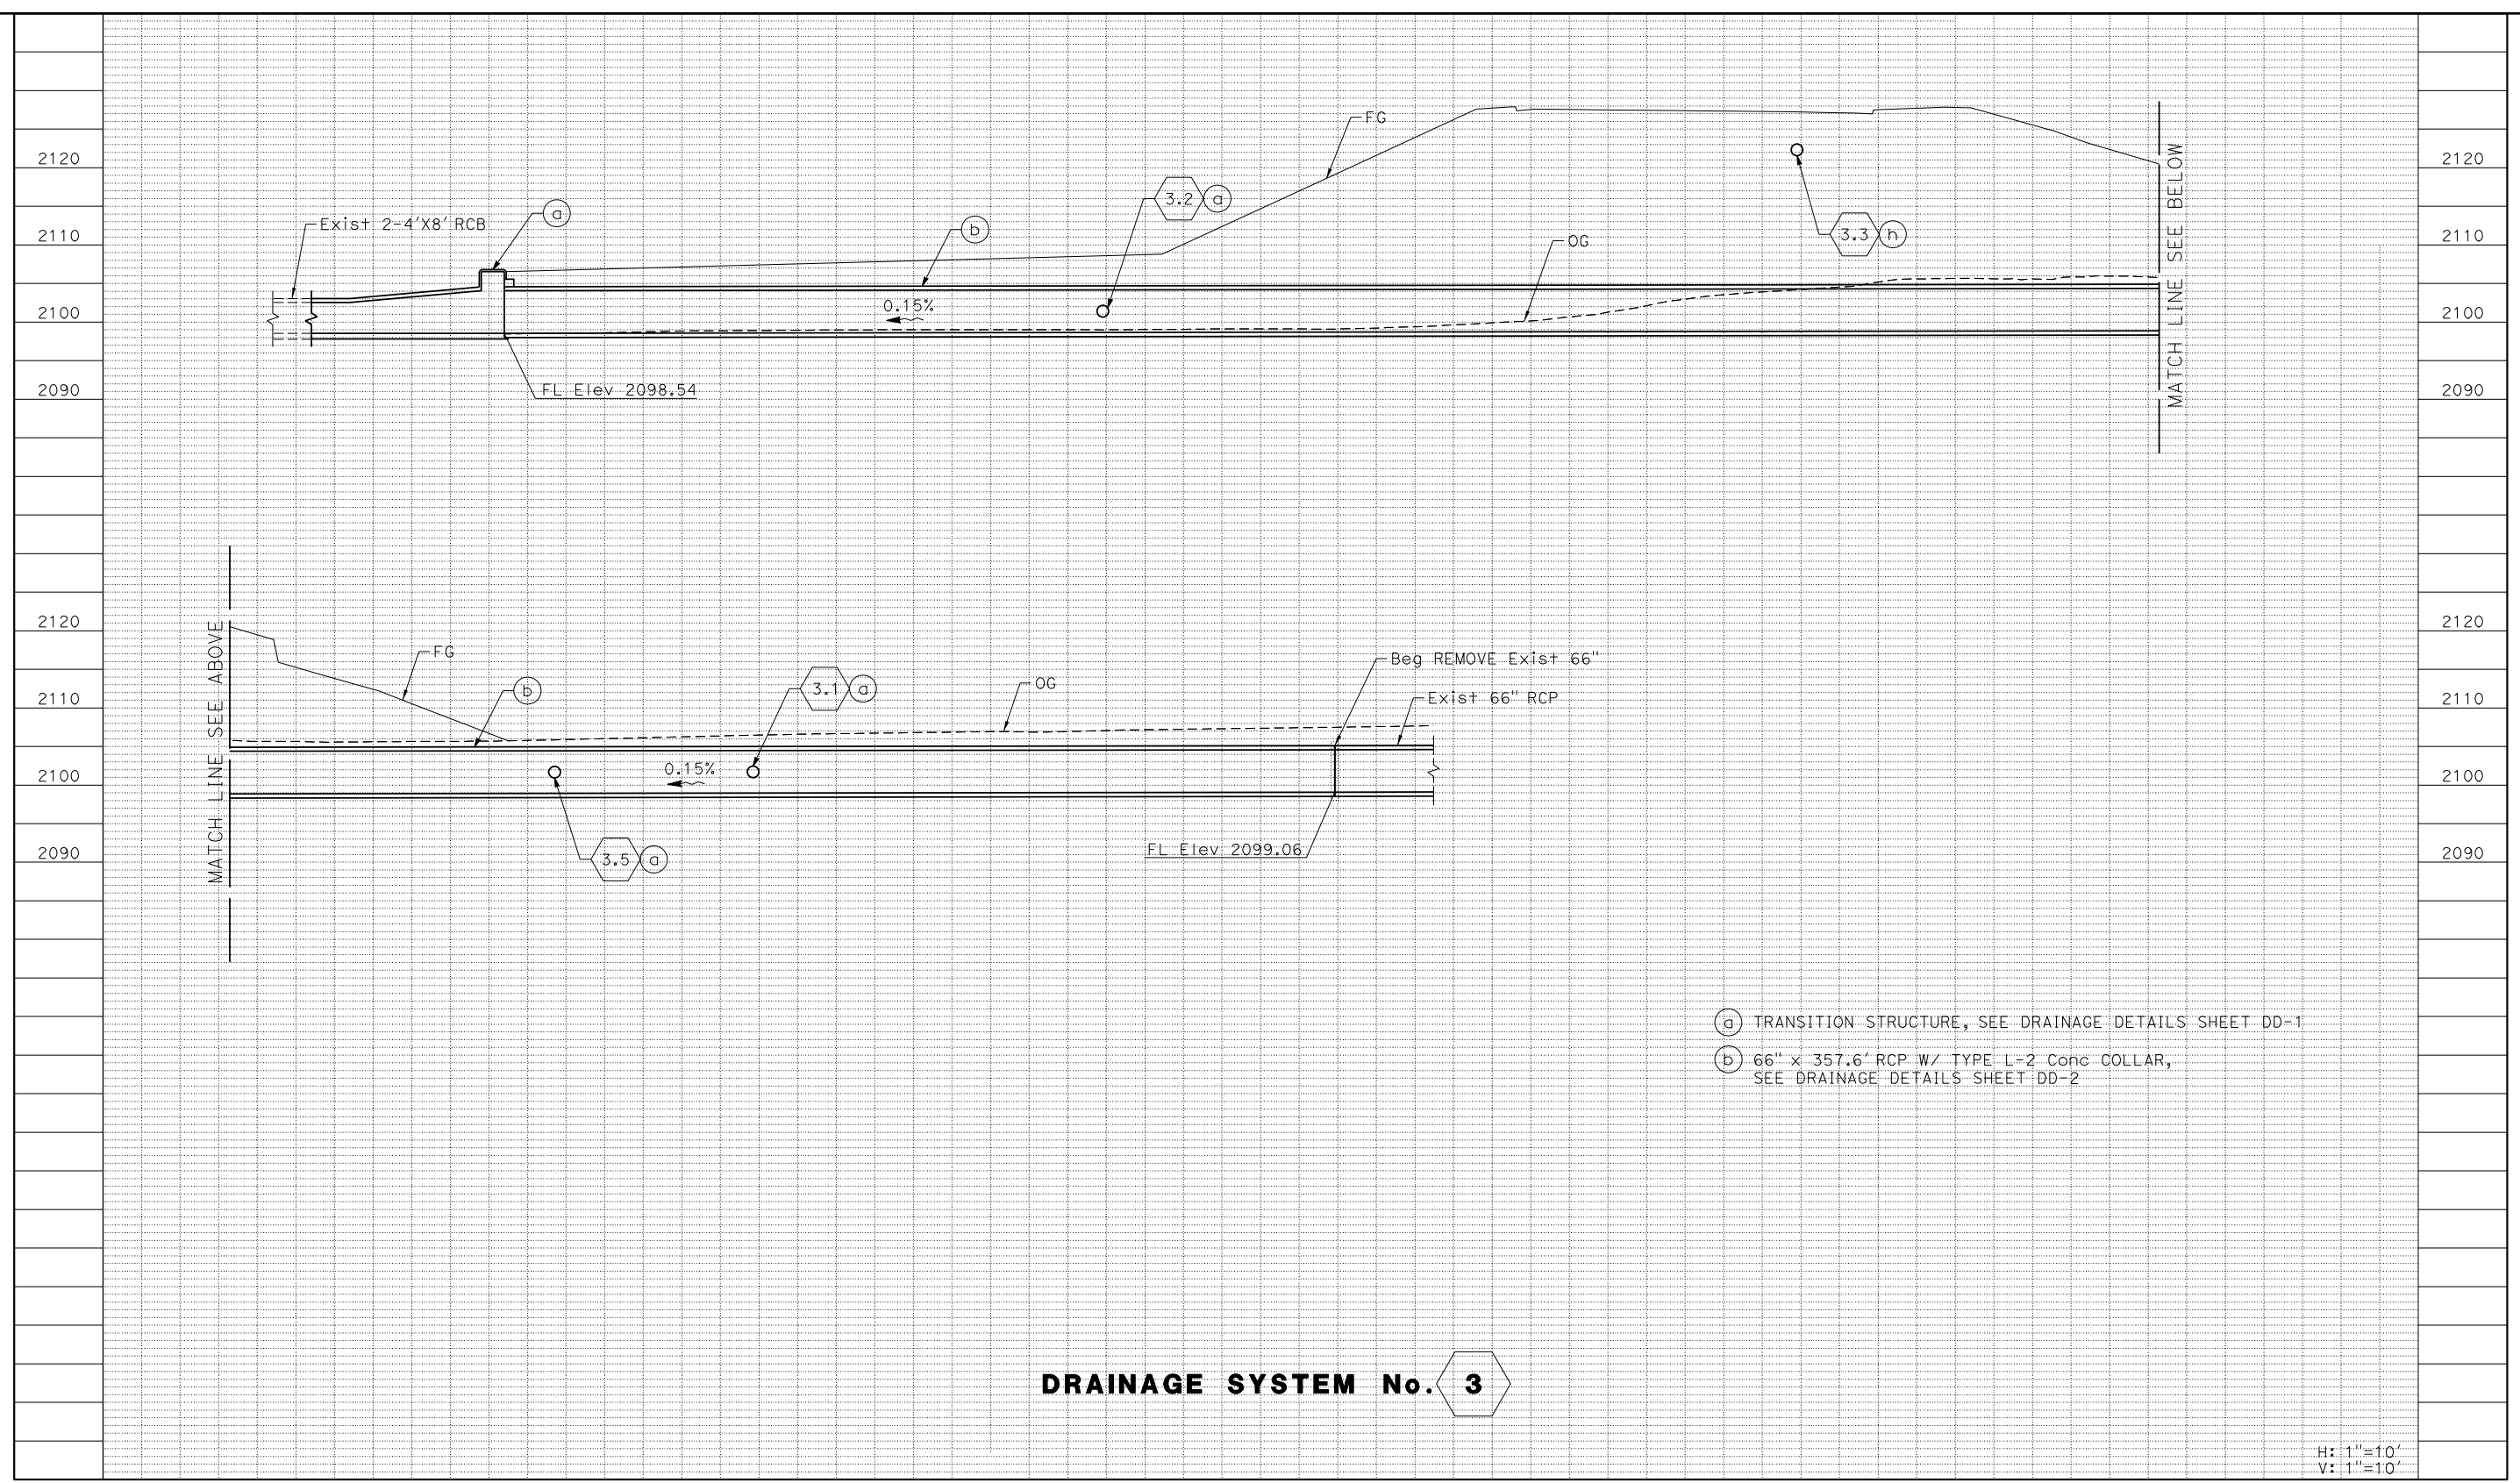 Exist 2-4'X8' RCB
a
b
3.2 a
FG
OG
3.3 h
0.15%
FL Elev 2098.54
MATCH LINE SEE BELOW
2120
2110
2100
2090
2120
2110
2100
2090
MATCH LINE SEE ABOVE
FG
b
3.1 a
OG
Beg REMOVE Exist 66"
Exist 66" RCP
0.15%
3.5 a
FL Elev 2099.06
2120
2110
2100
2090
2120
2110
2100
2090
a TRANSITION STRUCTURE, SEE DRAINAGE DETAILS SHEET DD-1
b 66" x 357.6' RCP W/ TYPE L-2 Conc COLLAR,
SEE DRAINAGE DETAILS SHEET DD-2
DRAINAGE SYSTEM No. 3
H: 1"=10'
V: 1"=10'